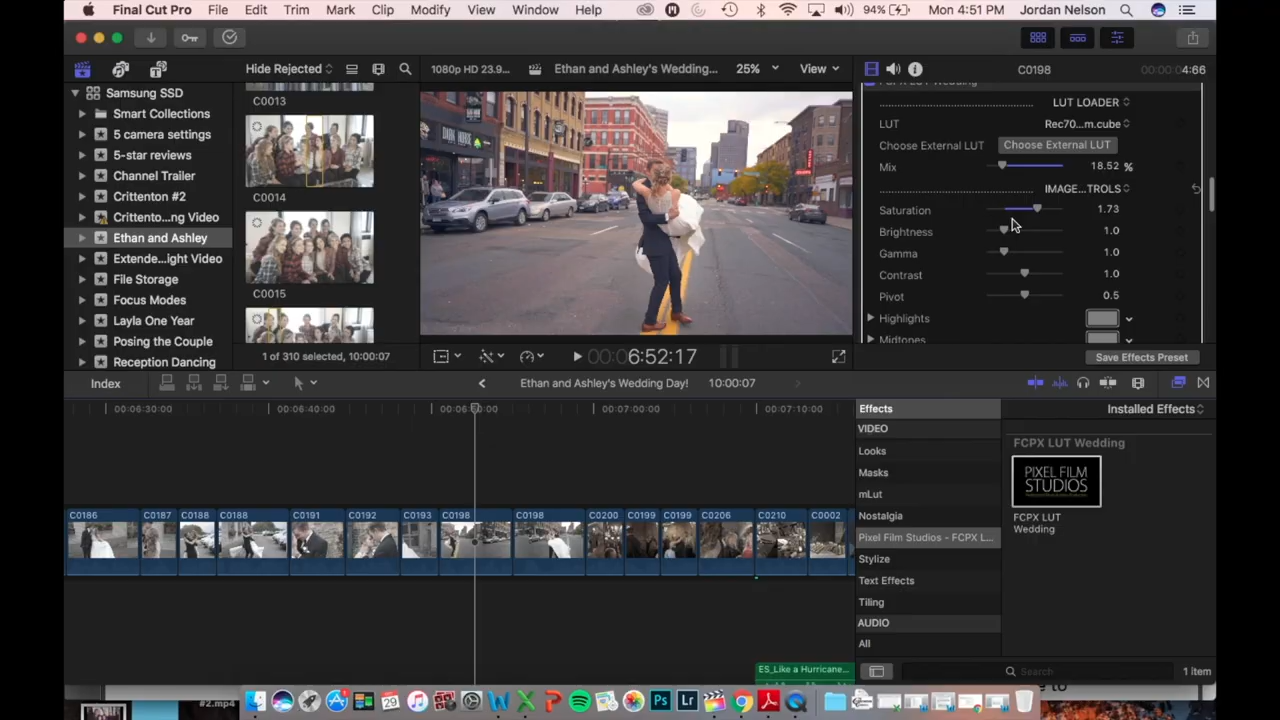 Final Cut Pro File Edit Trim Mark Clip Modify View Window Help 94% Mon 4:51 PM Jordan Nelson
Hide Rejected 1080p HD 23.9... Ethan and Ashley's Wedding... 25% View C0198 00:00:0 4:66
Samsung SSD
Smart Collections
5 camera settings
5-star reviews
Channel Trailer
Crittenton #2
Crittento...ng Video
Ethan and Ashley
Extende...ight Video
File Storage
Focus Modes
Layla One Year
Posing the Couple
Reception Dancing
C0013
C0014
C0015
1 of 310 selected, 10:00:07
00:00:06:52:17
LUT LOADER
LUT Rec70...m.cube
Choose External LUT Choose External LUT
Mix 18.52 %
IMAGE...TROLS
Saturation 1.73
Brightness 1.0
Gamma 1.0
Contrast 1.0
Pivot 0.5
Highlights
Midtones
Save Effects Preset
Index Ethan and Ashley's Wedding Day! 10:00:07
00:06:30:00 00:06:40:00 00:07:00:00 00:07:10:00
C0186 C0187 C0188 C0188 C0191 C0192 C0193 C0198 C0198 C0200 C0199 C0199 C0206 C0210 C0002
ES_Like a Hurricane...
Effects Installed Effects
VIDEO
Looks
Masks
mLut
Nostalgia
Pixel Film Studios - FCPX L...
Stylize
Text Effects
Tiling
AUDIO
All
FCPX LUT Wedding
PIXEL FILM
STUDIOS
FCPX LUT
Wedding
Search 1 item
#2.mp4